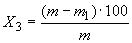 X₃ = (m − m₁) · 100 / m